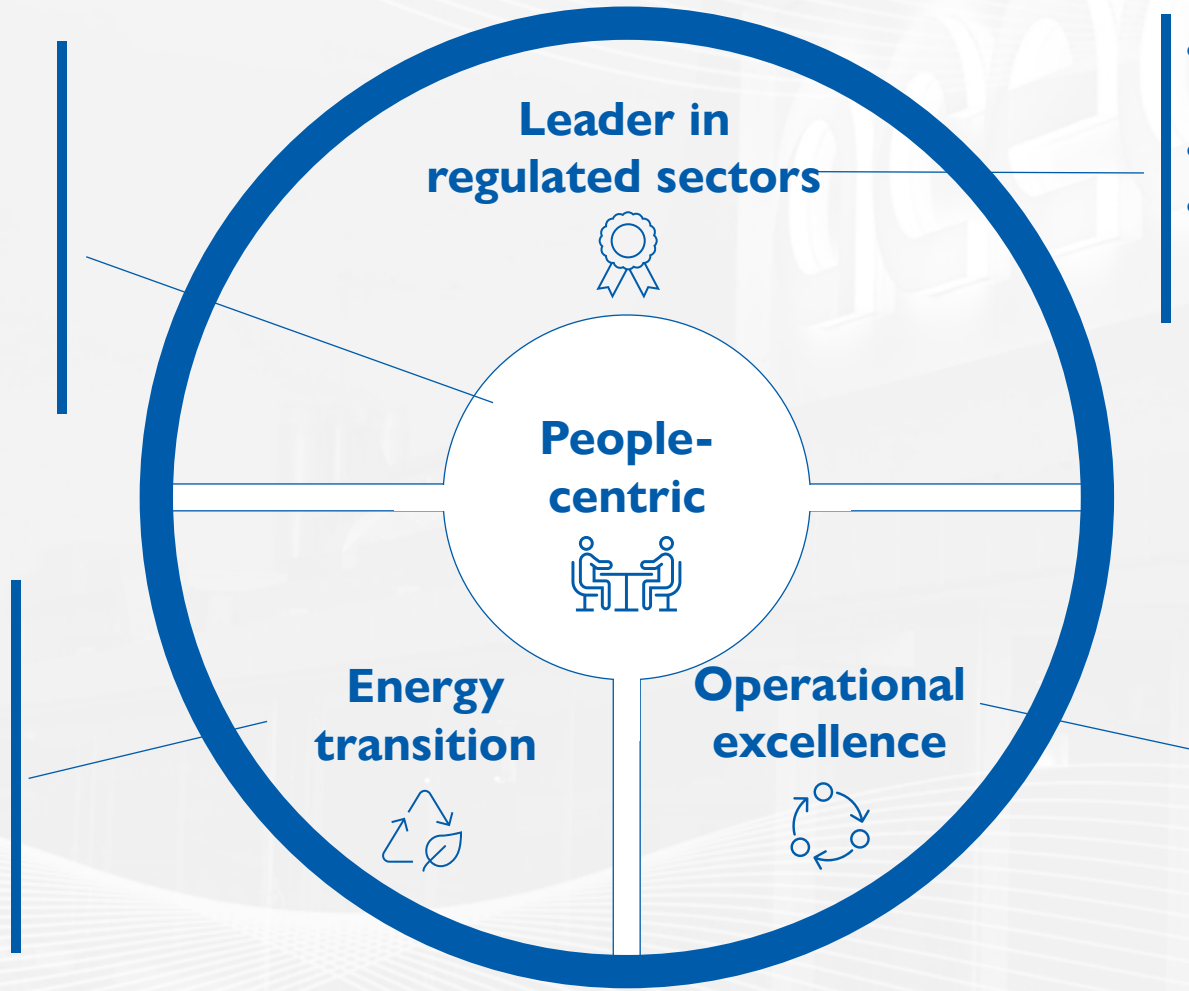 Leader in
regulated sectors
People-
centric
Energy
transition
Operational
excellence